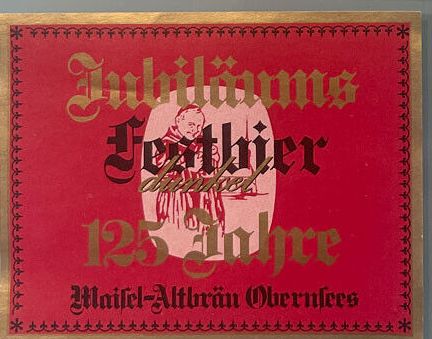 Jubiläums
Festbier
dunkel
125 Jahre
Maisel-Altbräu Obernsees